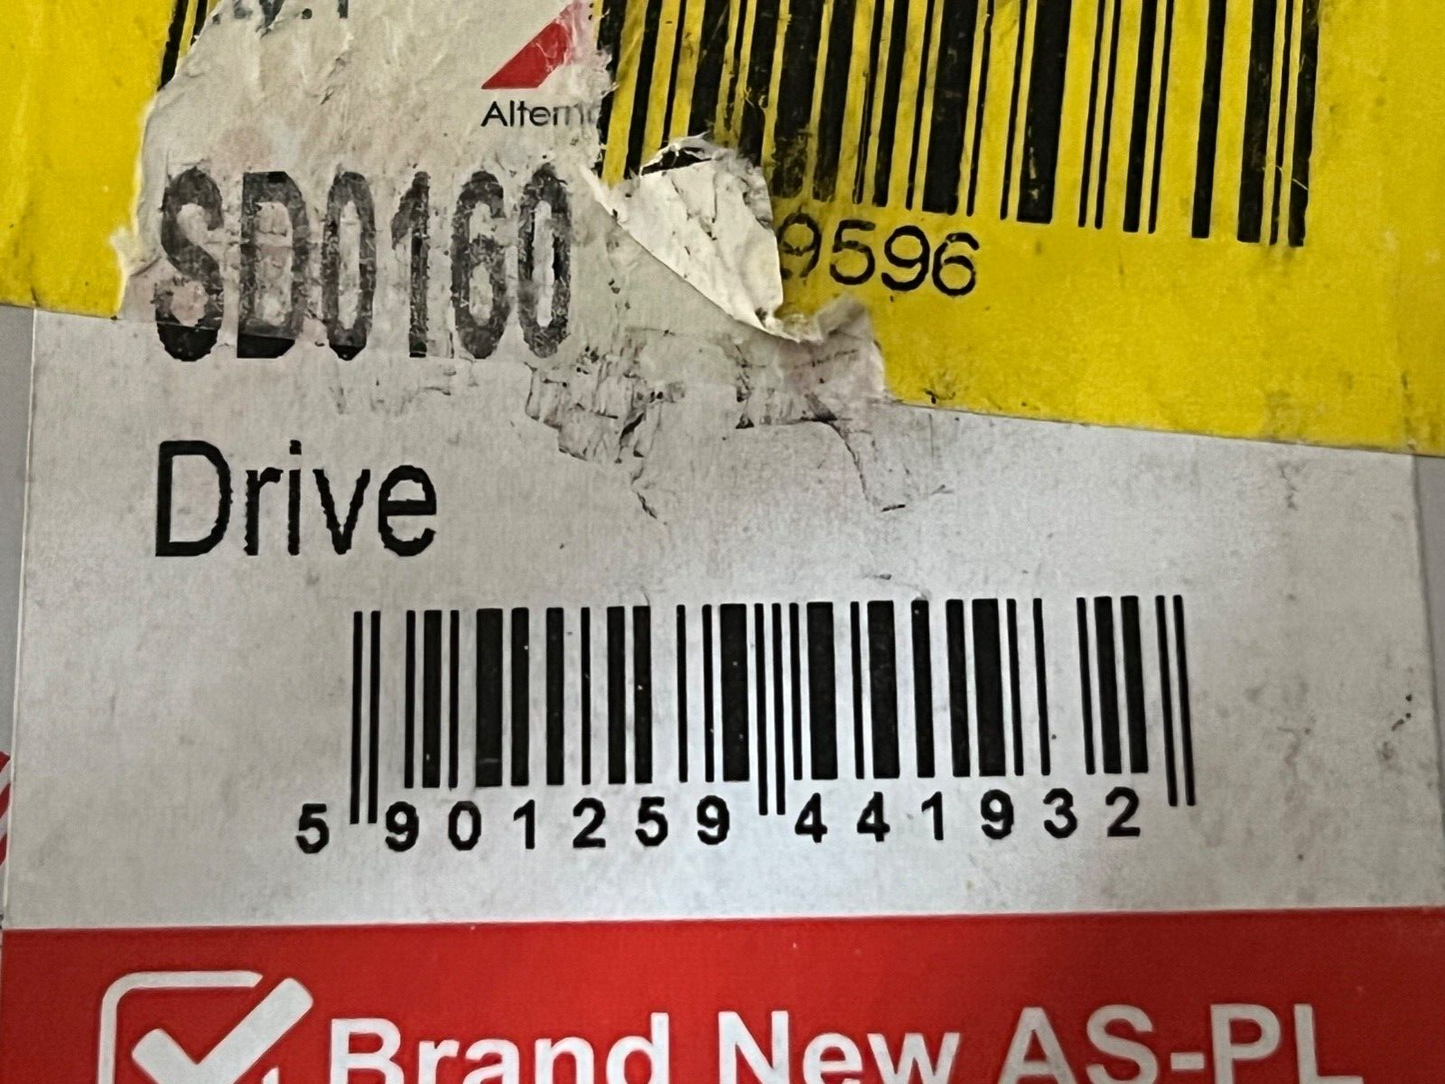 Altern
SD0160
9596
Drive
5 901259 441932
Brand New AS-PL